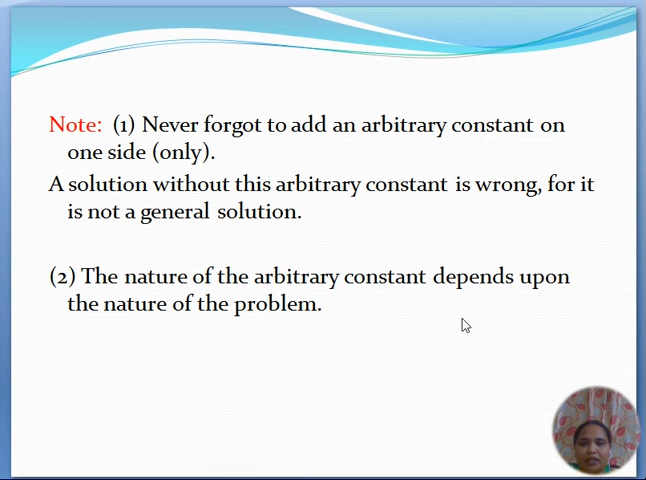 Note: (1) Never forgot to add an arbitrary constant on
one side (only).
A solution without this arbitrary constant is wrong, for it
is not a general solution.
(2) The nature of the arbitrary constant depends upon
the nature of the problem.